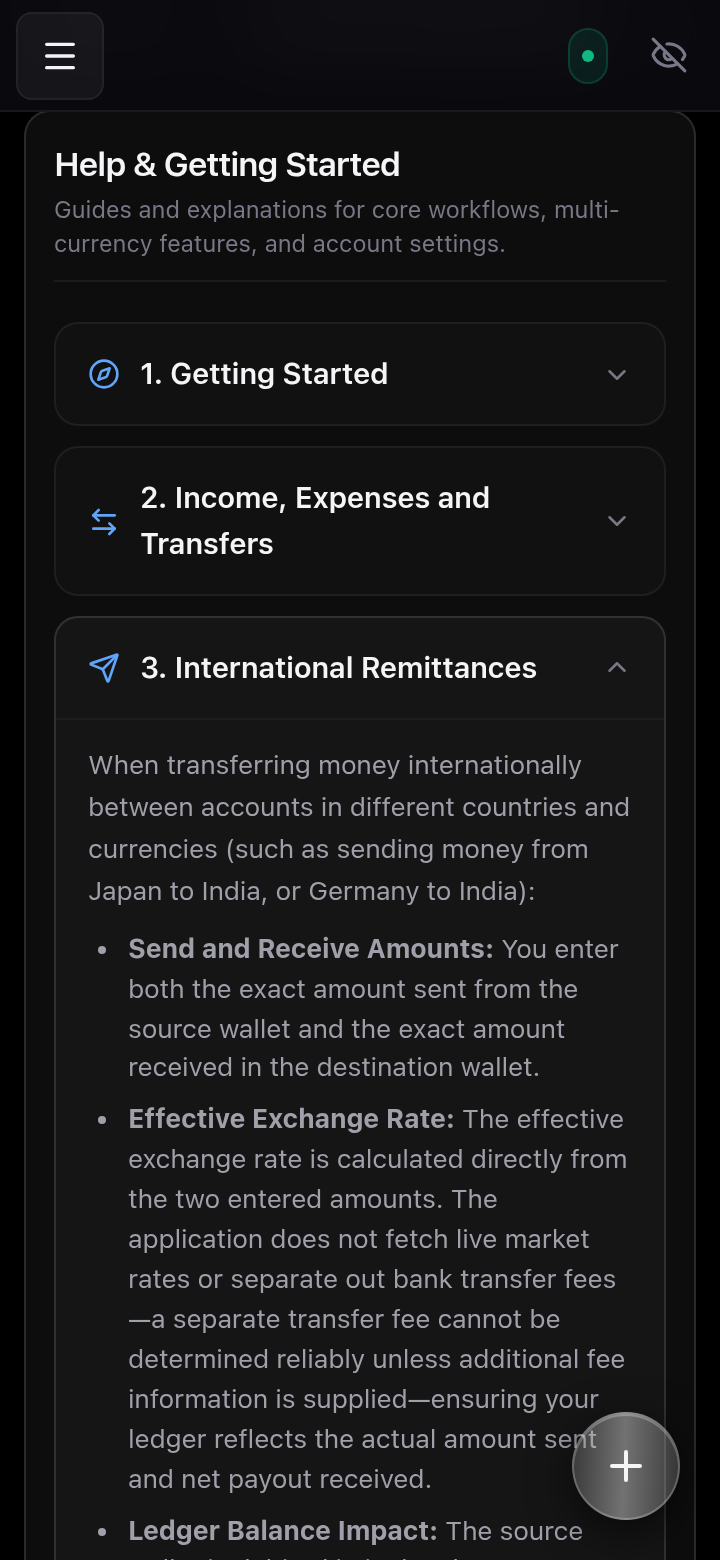 Help & Getting Started
Guides and explanations for core workflows, multi-
currency features, and account settings.
1. Getting Started
2. Income, Expenses and
Transfers
3. International Remittances
When transferring money internationally
between accounts in different countries and
currencies (such as sending money from
Japan to India, or Germany to India):
• Send and Receive Amounts: You enter
both the exact amount sent from the
source wallet and the exact amount
received in the destination wallet.
• Effective Exchange Rate: The effective
exchange rate is calculated directly from
the two entered amounts. The
application does not fetch live market
rates or separate out bank transfer fees
—a separate transfer fee cannot be
determined reliably unless additional fee
information is supplied—ensuring your
ledger reflects the actual amount sent
and net payout received.
• Ledger Balance Impact: The source